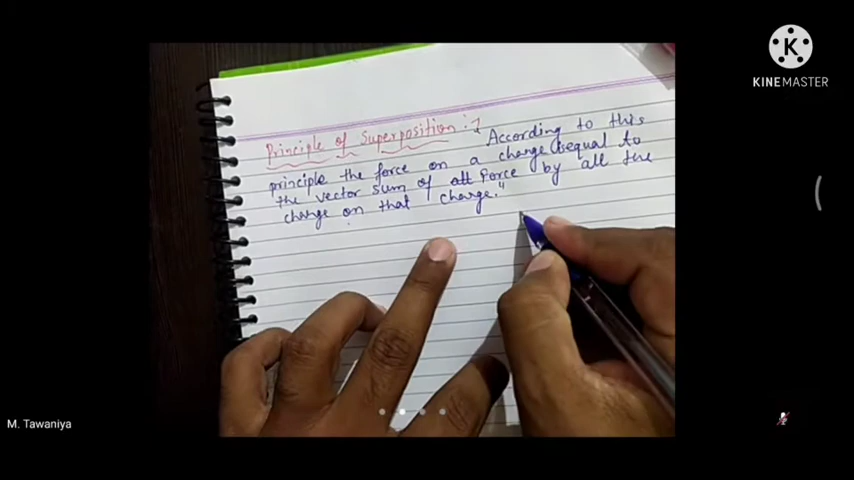 Principle of Superposition :-
"According to this
principle the force on a charge is equal to
the vector sum of all Force by all the
charge on that charge."
KINEMASTER
M. Tawaniya